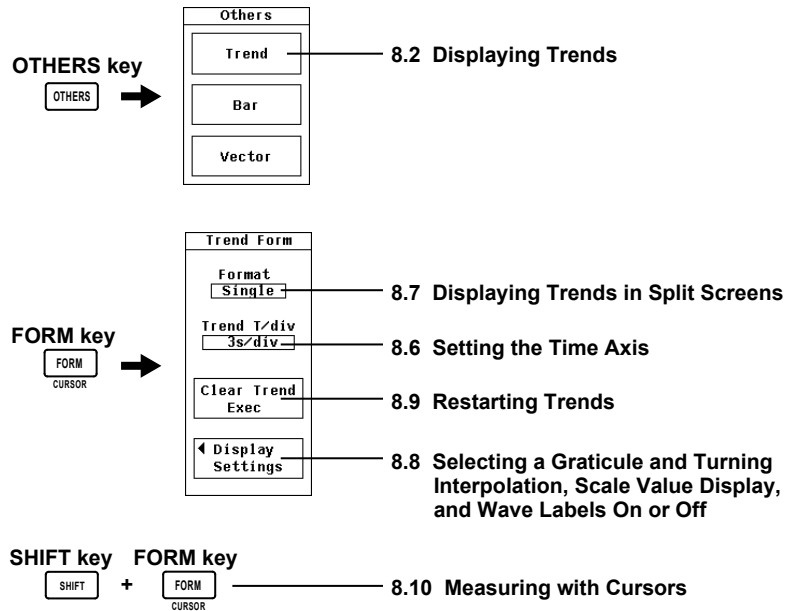 Others
Trend
8.2 Displaying Trends
OTHERS key
OTHERS
Bar
Vector
Trend Form
Format
Single
8.7 Displaying Trends in Split Screens
Trend T/div
3s/div
8.6 Setting the Time Axis
FORM key
FORM
CURSOR
Clear Trend
Exec
8.9 Restarting Trends
Display
Settings
8.8 Selecting a Graticule and Turning
Interpolation, Scale Value Display,
and Wave Labels On or Off
SHIFT key FORM key
SHIFT + FORM
CURSOR
8.10 Measuring with Cursors